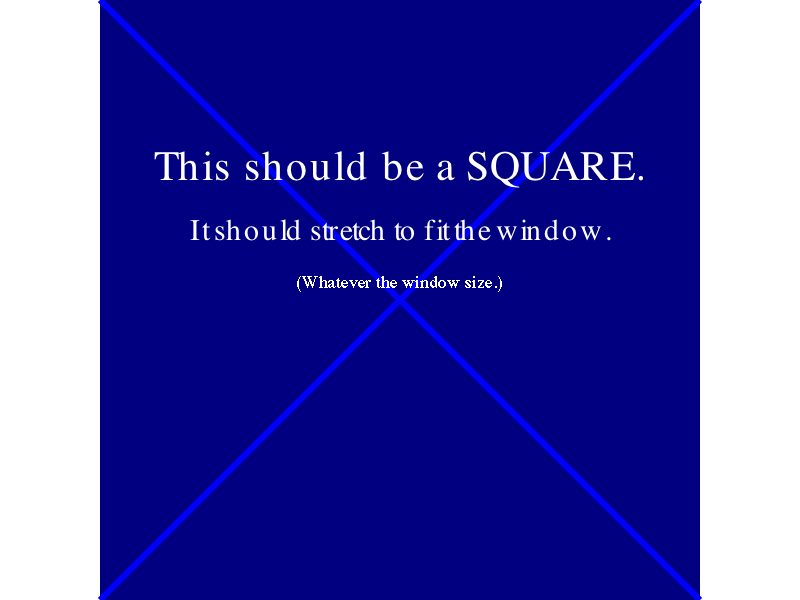 This should be a SQUARE.
It should stretch to fit the window.
(Whatever the window size.)